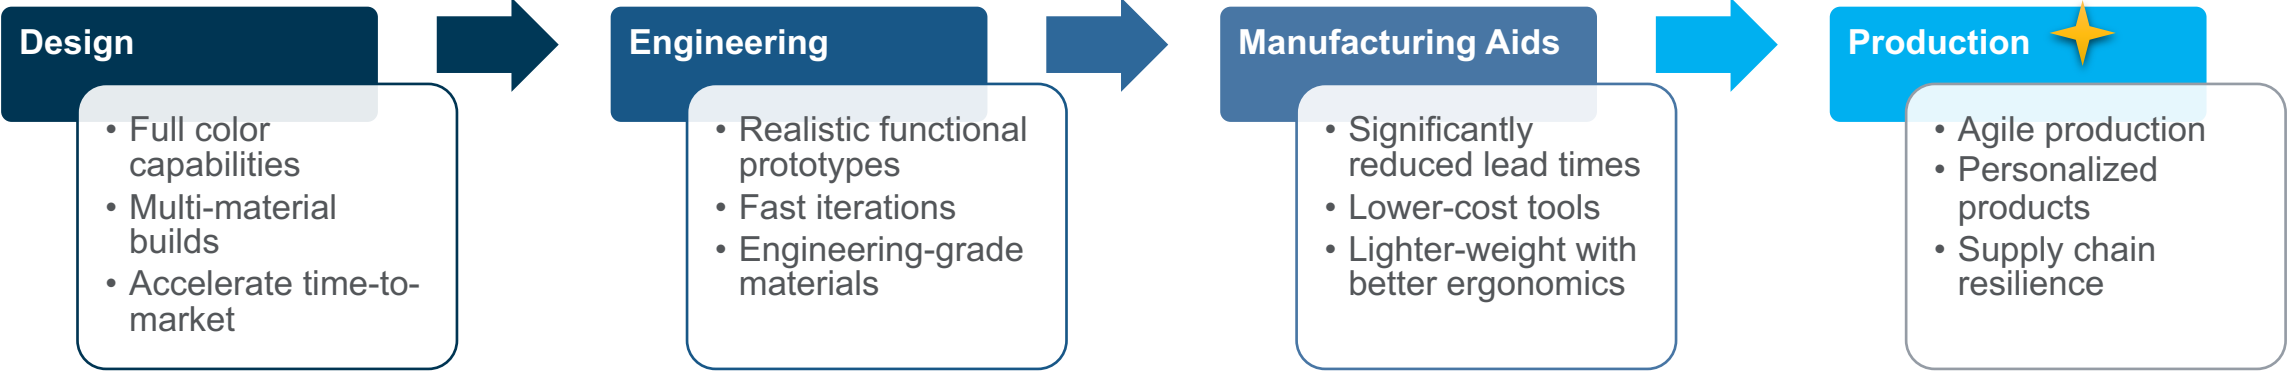 Design
• Full color
capabilities
• Multi-material
builds
• Accelerate time-to-
market
Engineering
• Realistic functional
prototypes
• Fast iterations
• Engineering-grade
materials
Manufacturing Aids
• Significantly
reduced lead times
• Lower-cost tools
• Lighter-weight with
better ergonomics
Production
• Agile production
• Personalized
products
• Supply chain
resilience